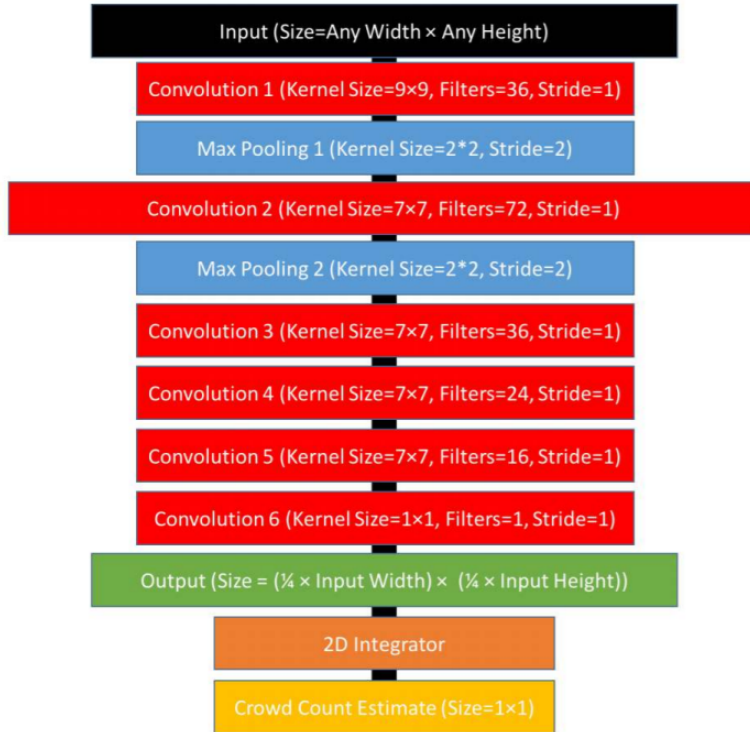 Input (Size=Any Width × Any Height)
Convolution 1 (Kernel Size=9×9, Filters=36, Stride=1)
Max Pooling 1 (Kernel Size=2*2, Stride=2)
Convolution 2 (Kernel Size=7×7, Filters=72, Stride=1)
Max Pooling 2 (Kernel Size=2*2, Stride=2)
Convolution 3 (Kernel Size=7×7, Filters=36, Stride=1)
Convolution 4 (Kernel Size=7×7, Filters=24, Stride=1)
Convolution 5 (Kernel Size=7×7, Filters=16, Stride=1)
Convolution 6 (Kernel Size=1×1, Filters=1, Stride=1)
Output (Size = (¼ × Input Width) × (¼ × Input Height))
2D Integrator
Crowd Count Estimate (Size=1×1)